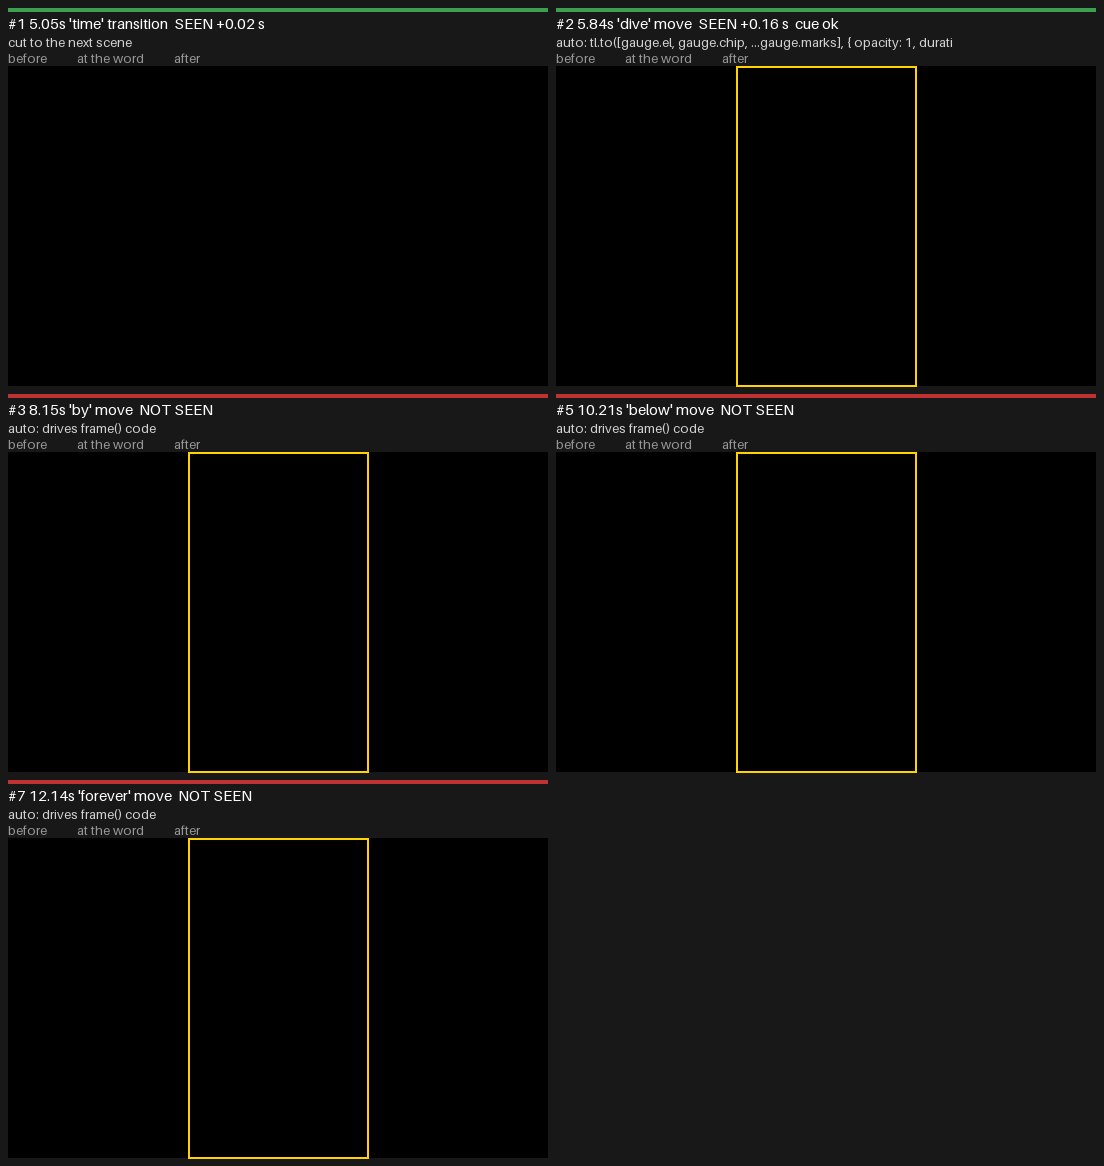 #1 5.05s 'time' transition  SEEN +0.02 s
cut to the next scene
before at the word after
#2 5.84s 'dive' move  SEEN +0.16 s  cue ok
auto: tl.to([gauge.el, gauge.chip, ...gauge.marks], { opacity: 1, durati
before at the word after
#3 8.15s 'by' move  NOT SEEN
auto: drives frame() code
before at the word after
#5 10.21s 'below' move  NOT SEEN
auto: drives frame() code
before at the word after
#7 12.14s 'forever' move  NOT SEEN
auto: drives frame() code
before at the word after